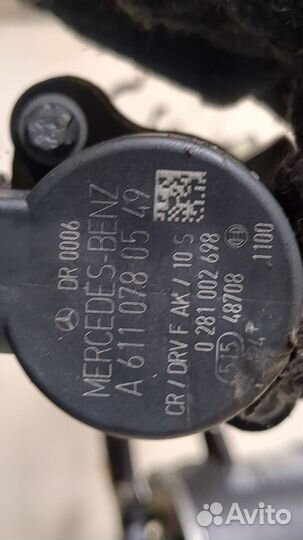 DR 0006
MERCEDES-BENZ
A 611 078 05 49
CR / DRV F AK / 10 S
0 281 002 698
515 48708
1100
Avito